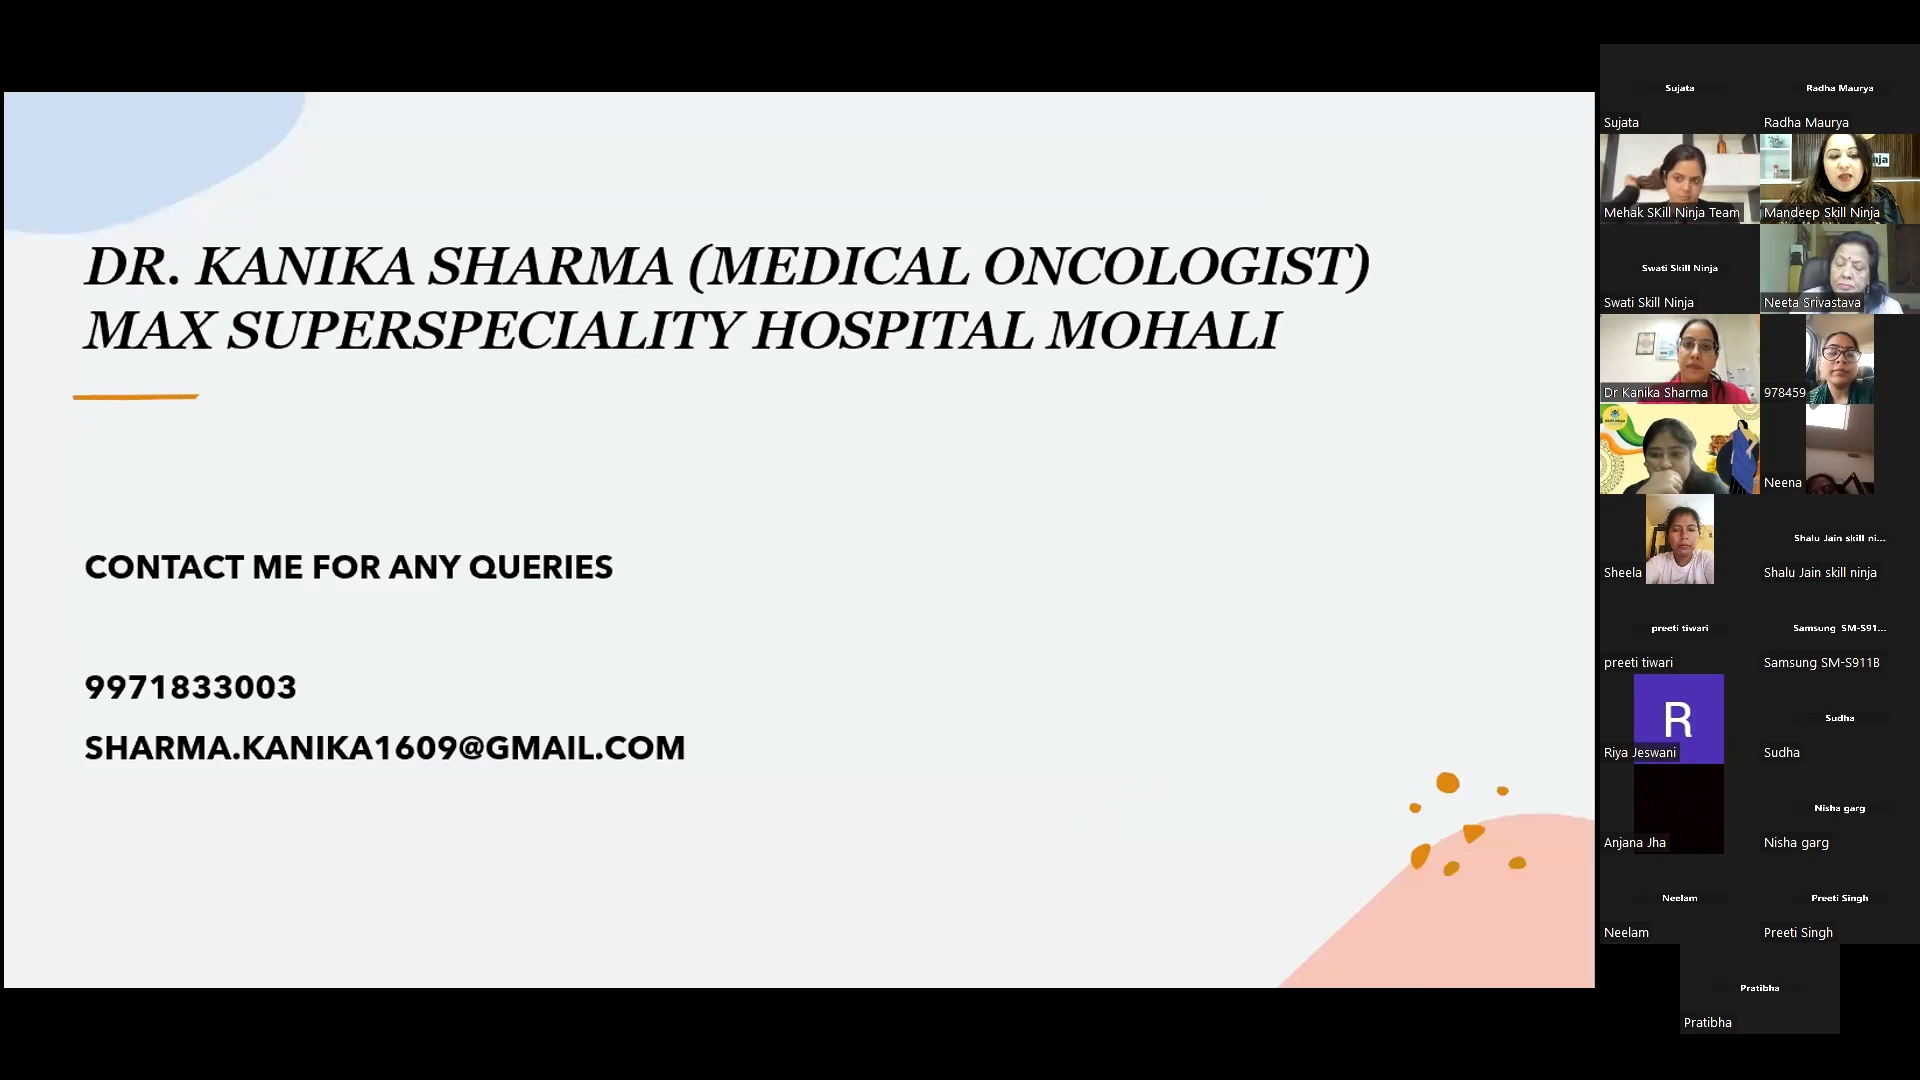 DR. KANIKA SHARMA (MEDICAL ONCOLOGIST)
MAX SUPERSPECIALITY HOSPITAL MOHALI
CONTACT ME FOR ANY QUERIES
9971833003
SHARMA.KANIKA1609@GMAIL.COM
Sujata
Sujata
Radha Maurya
Radha Maurya
Mehak SKill Ninja Team
nja
Mandeep Skill Ninja
Swati Skill Ninja
Swati Skill Ninja
Neeta Srivastava
Dr Kanika Sharma
978459
Neena
Sheela
Shalu Jain skill ni...
Shalu Jain skill ninja
preeti tiwari
preeti tiwari
Samsung SM-S91...
Samsung SM-S911B
R
Riya Jeswani
Sudha
Sudha
Anjana Jha
Nisha garg
Nisha garg
Neelam
Neelam
Preeti Singh
Preeti Singh
Pratibha
Pratibha